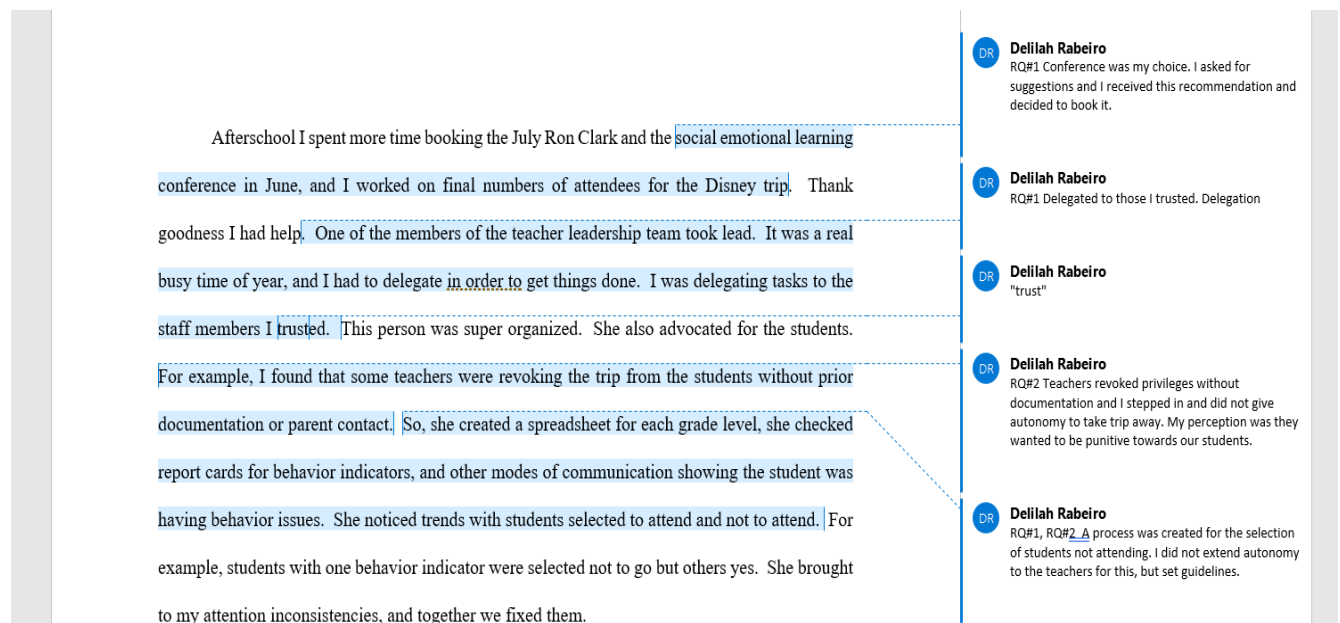 Afterschool I spent more time booking the July Ron Clark and the social emotional learning
conference in June, and I worked on final numbers of attendees for the Disney trip. Thank
goodness I had help. One of the members of the teacher leadership team took lead. It was a real
busy time of year, and I had to delegate in order to get things done. I was delegating tasks to the
staff members I trusted. This person was super organized. She also advocated for the students.
For example, I found that some teachers were revoking the trip from the students without prior
documentation or parent contact. So, she created a spreadsheet for each grade level, she checked
report cards for behavior indicators, and other modes of communication showing the student was
having behavior issues. She noticed trends with students selected to attend and not to attend. For
example, students with one behavior indicator were selected not to go but others yes. She brought
to my attention inconsistencies, and together we fixed them.
DR
Delilah Rabeiro
RQ#1 Conference was my choice. I asked for
suggestions and I received this recommendation and
decided to book it.
DR
Delilah Rabeiro
RQ#1 Delegated to those I trusted. Delegation
DR
Delilah Rabeiro
"trust"
DR
Delilah Rabeiro
RQ#2 Teachers revoked privileges without
documentation and I stepped in and did not give
autonomy to take trip away. My perception was they
wanted to be punitive towards our students.
DR
Delilah Rabeiro
RQ#1, RQ#2 A process was created for the selection
of students not attending. I did not extend autonomy
to the teachers for this, but set guidelines.